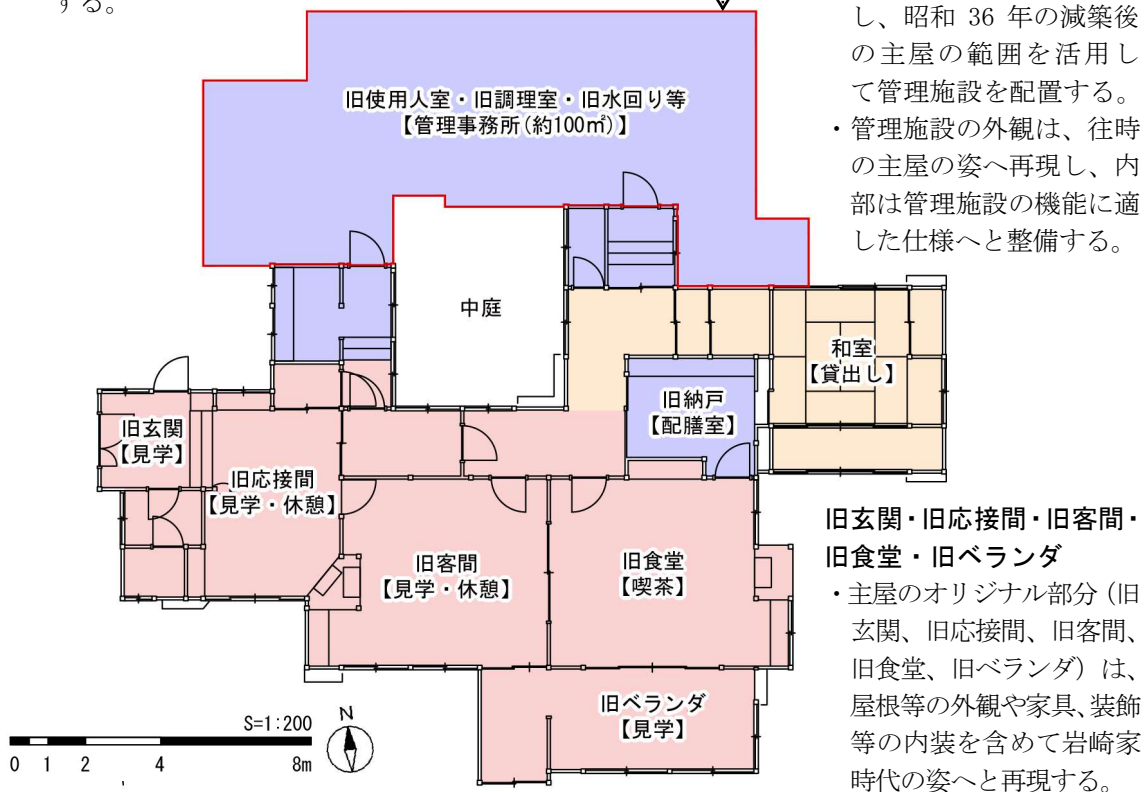 する。
し、昭和 36 年の減築後
の主屋の範囲を活用し
て管理施設を配置する。
・管理施設の外観は、往時
の主屋の姿へ再現し、内
部は管理施設の機能に適
した仕様へと整備する。
旧使用人室・旧調理室・旧水回り等
【管理事務所(約100㎡)】
中庭
和室
【貸出し】
旧納戸
【配膳室】
旧玄関
【見学】
旧応接間
【見学・休憩】
旧客間
【見学・休憩】
旧食堂
【喫茶】
旧ベランダ
【見学】
旧玄関・旧応接間・旧客間・
旧食堂・旧ベランダ
・主屋のオリジナル部分（旧
玄関、旧応接間、旧客間、
旧食堂、旧ベランダ）は、
屋根等の外観や家具、装飾
等の内装を含めて岩崎家
時代の姿へと再現する。
S=1:200
N
0 1 2 4 8m